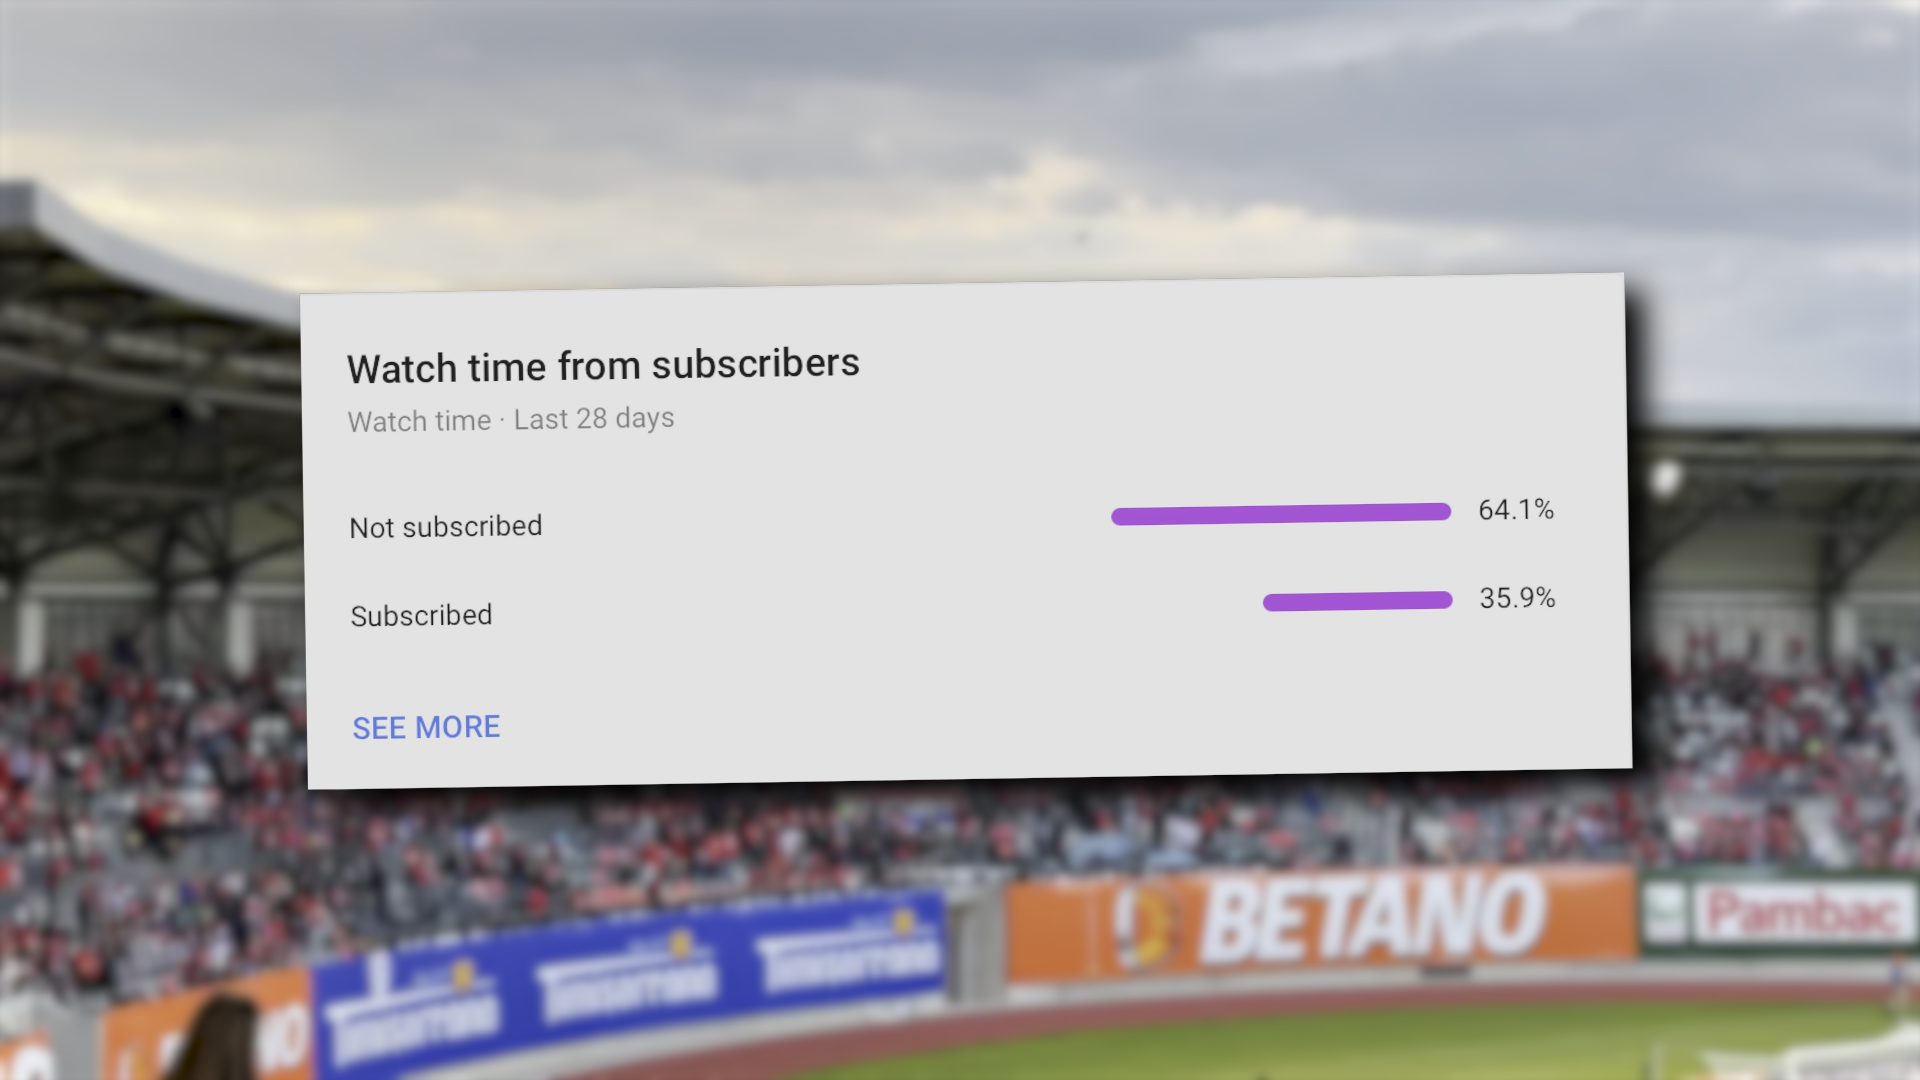 Watch time from subscribers
Watch time · Last 28 days
Not subscribed
64.1%
Subscribed
35.9%
SEE MORE
BETANO
Pambac